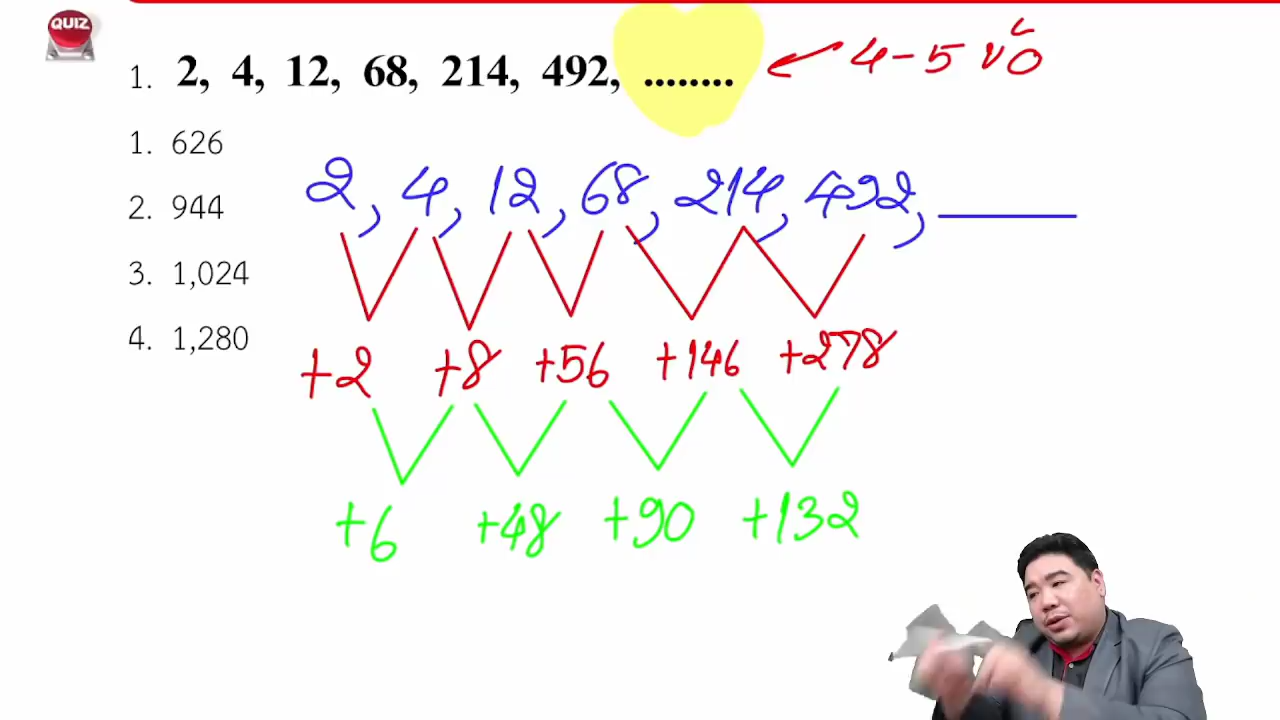 QUIZ
1. 2, 4, 12, 68, 214, 492, ........
4-5 ข้อ
1. 626
2. 944
3. 1,024
4. 1,280
2, 4, 12, 68, 214, 492, ______
+2 +8 +56 +146 +278
+6 +48 +90 +132